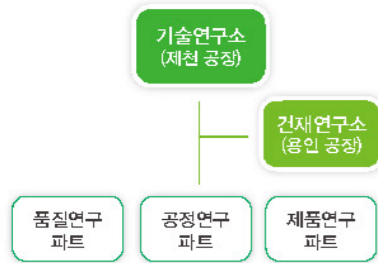 기술연구소
(제천 공장)
건재연구소
(용인 공장)
품질연구
파트
공정연구
파트
제품연구
파트